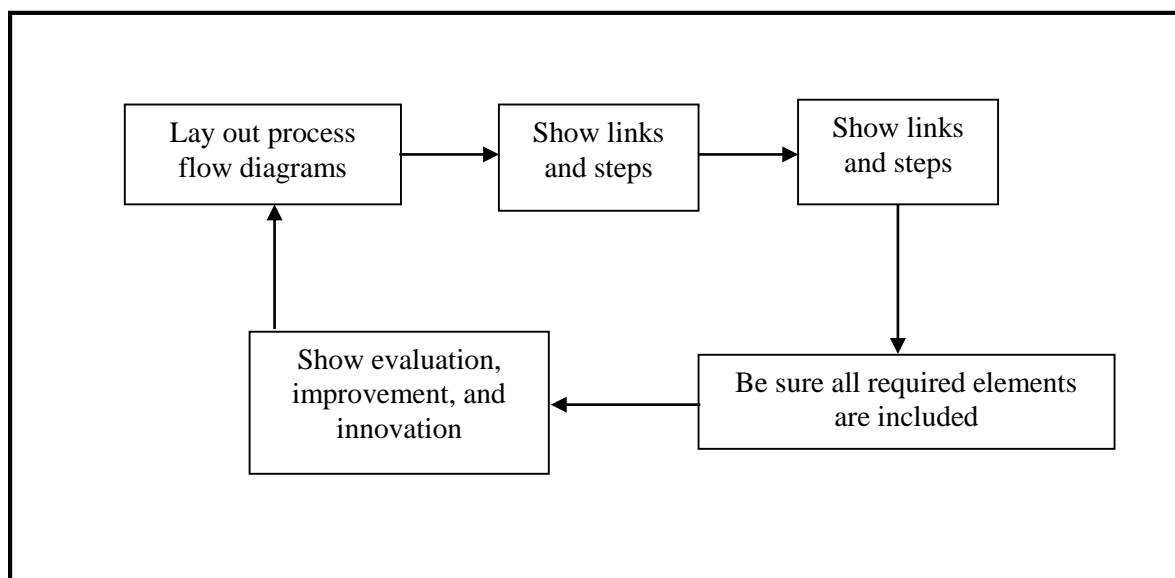 Lay out process
flow diagrams
Show links
and steps
Show links
and steps
Be sure all required elements
are included
Show evaluation,
improvement, and
innovation